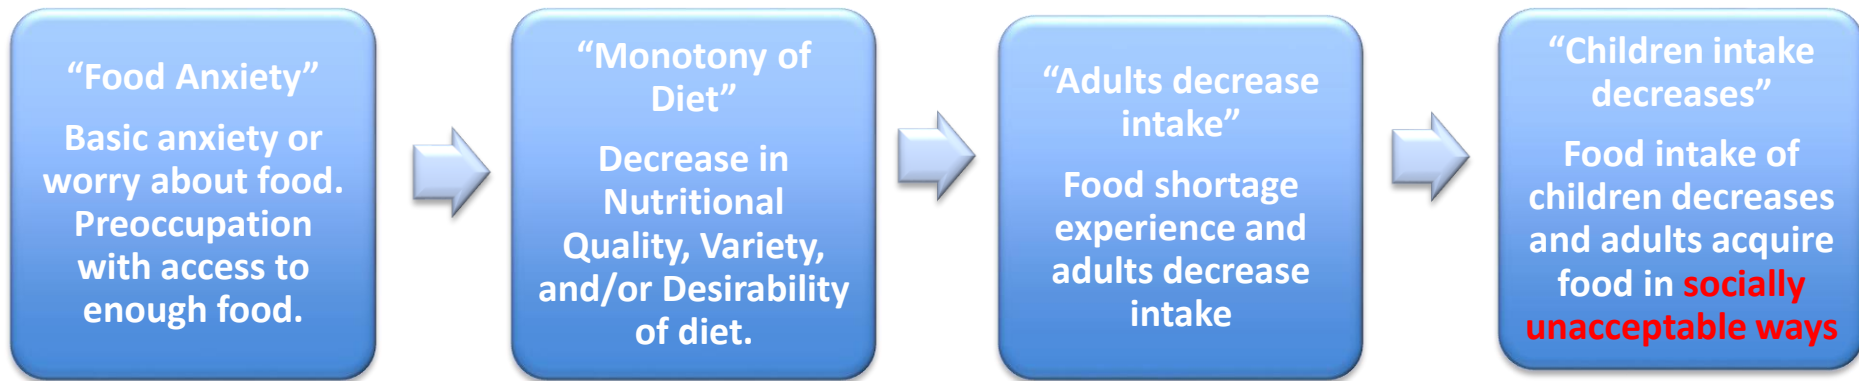 “Food Anxiety”
Basic anxiety or
worry about food.
Preoccupation
with access to
enough food.
“Monotony of
Diet”
Decrease in
Nutritional
Quality, Variety,
and/or Desirability
of diet.
“Adults decrease
intake”
Food shortage
experience and
adults decrease
intake
“Children intake
decreases”
Food intake of
children decreases
and adults acquire
food in socially
unacceptable ways